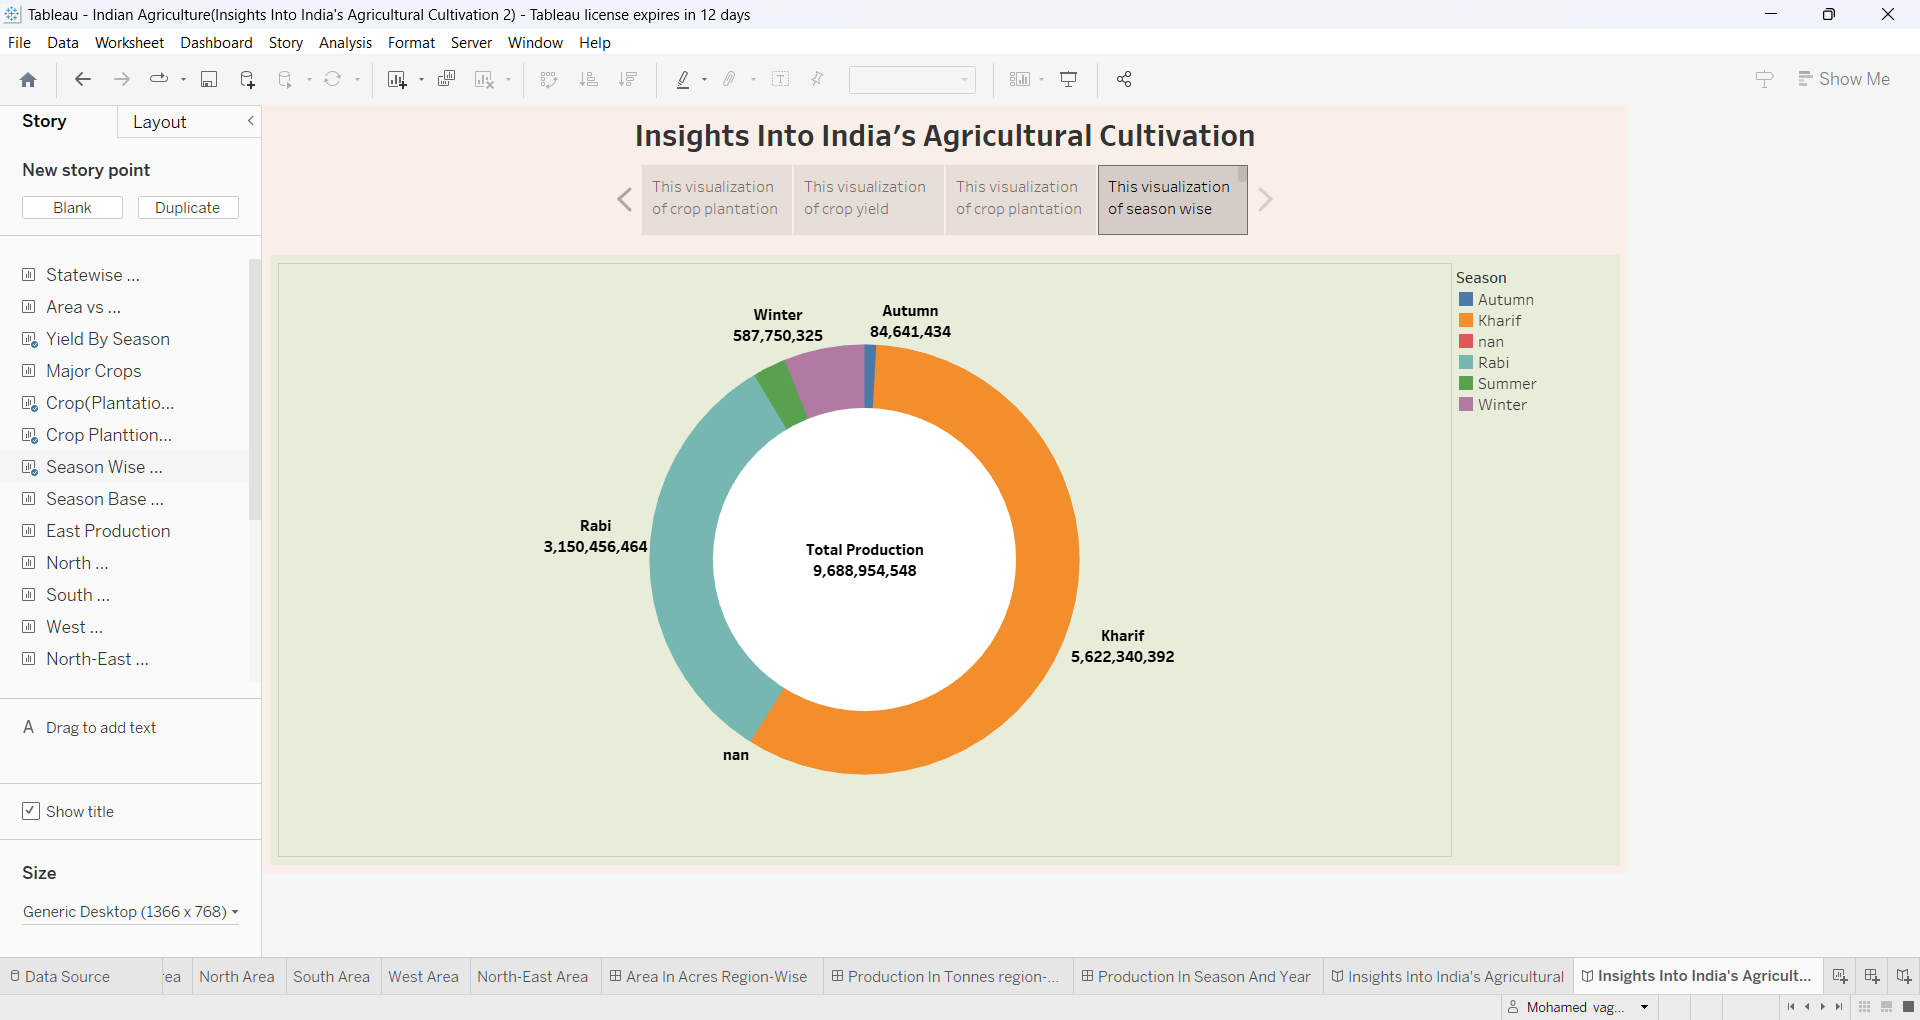 Tableau - Indian Agriculture(Insights Into India's Agricultural Cultivation 2) - Tableau license expires in 12 days
File Data Worksheet Dashboard Story Analysis Format Server Window Help
Show Me
Story Layout
New story point
Blank Duplicate
Statewise ...
Area vs ...
Yield By Season
Major Crops
Crop(Plantatio...
Crop Planttion...
Season Wise ...
Season Base ...
East Production
North ...
South ...
West ...
North-East ...
A Drag to add text
Show title
Size
Generic Desktop (1366 x 768)
Insights Into India’s Agricultural Cultivation
This visualization
of crop plantation
This visualization
of crop yield
This visualization
of crop plantation
This visualization
of season wise
Winter
587,750,325
Autumn
84,641,434
Rabi
3,150,456,464
Total Production
9,688,954,548
Kharif
5,622,340,392
nan
Season
Autumn
Kharif
nan
Rabi
Summer
Winter
Data Source rea North Area South Area West Area North-East Area Area In Acres Region-Wise Production In Tonnes region-... Production In Season And Year Insights Into India's Agricultural Insights Into India's Agricult...
Mohamed vag...